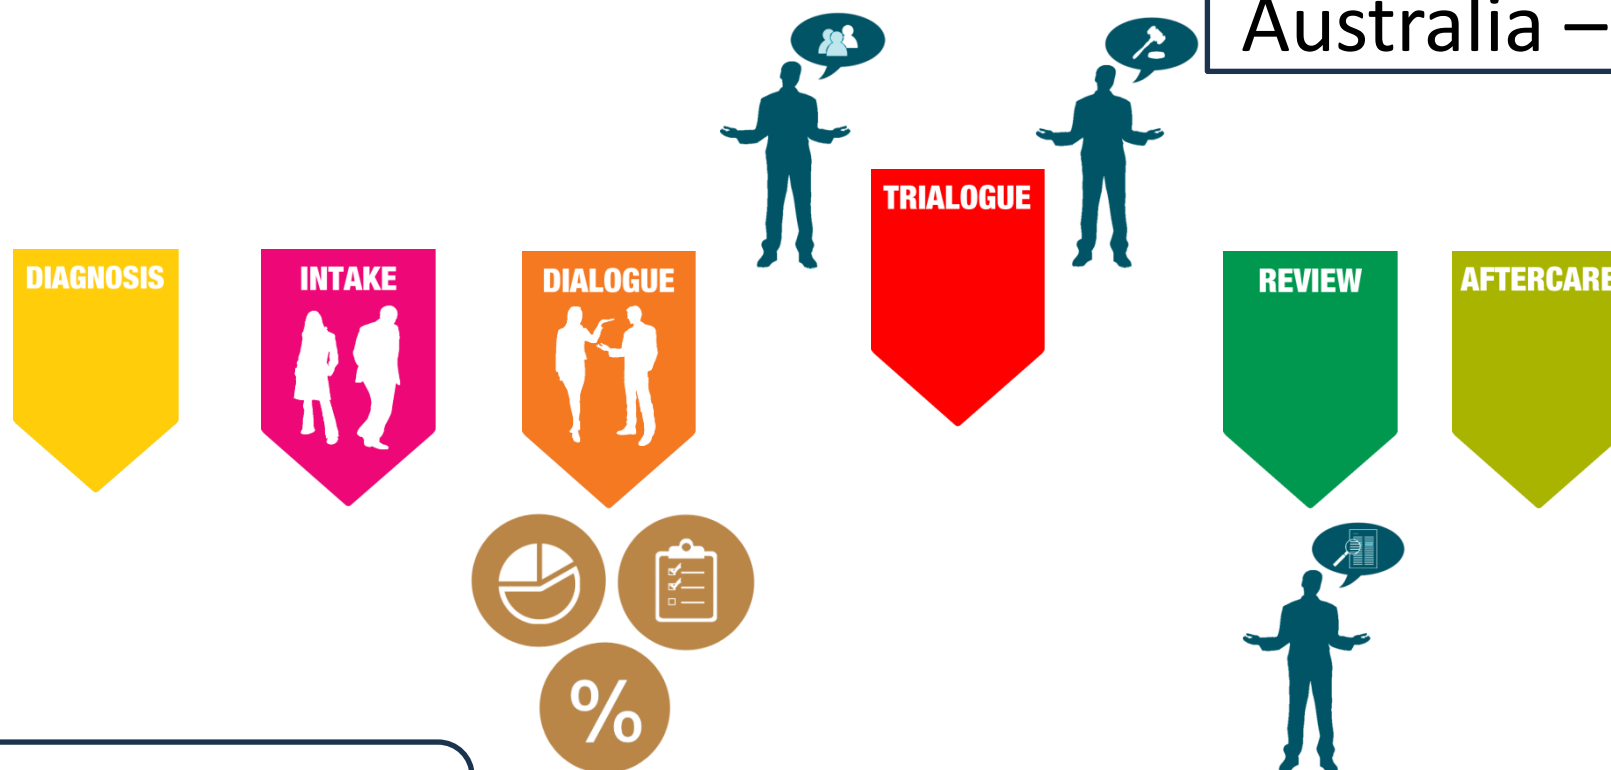 Australia –
TRIALOGUE
DIAGNOSIS
INTAKE
DIALOGUE
REVIEW
AFTERCARE
%